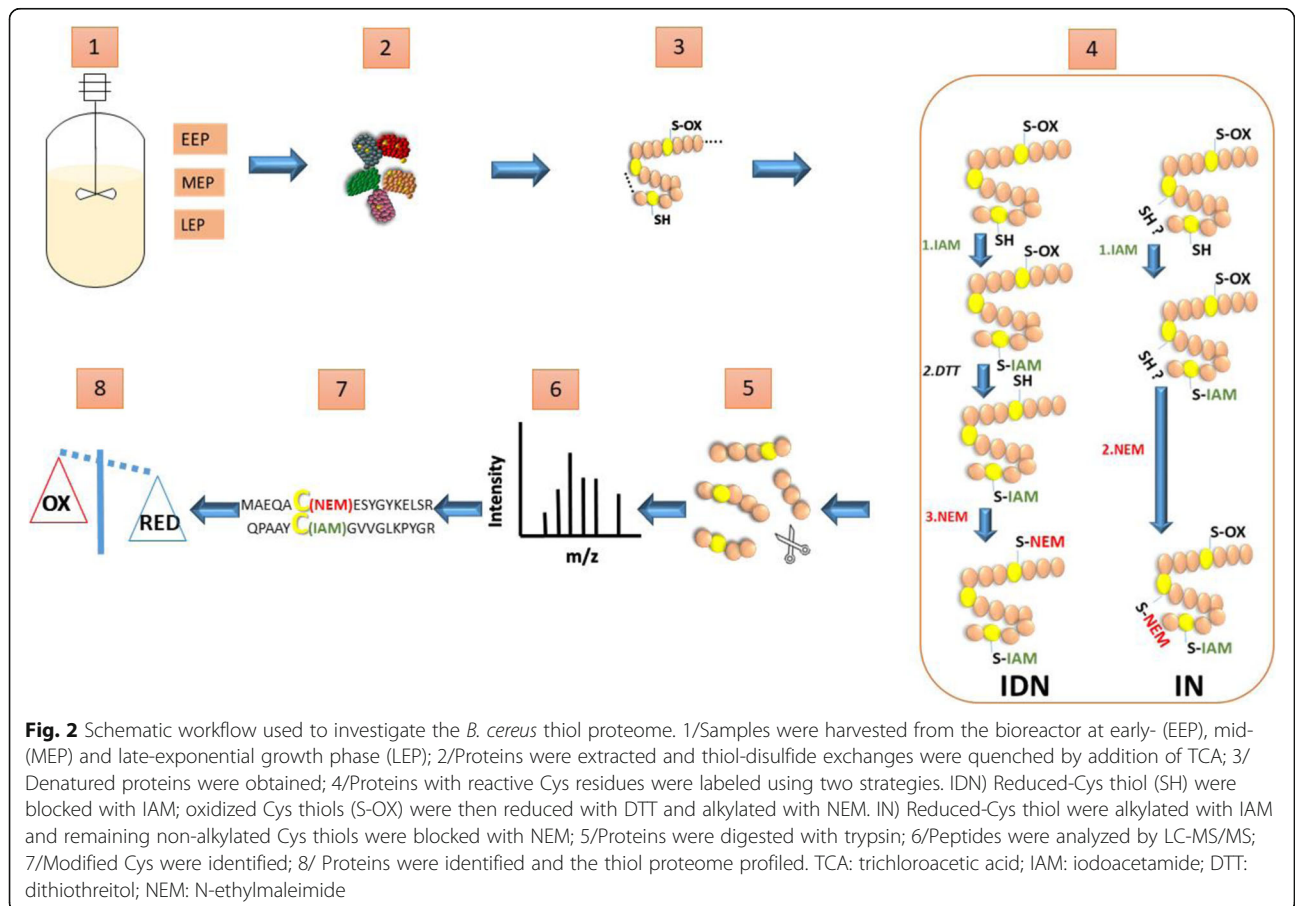 1
2
3
4
EEP
MEP
LEP
S-OX
SH
S-OX
SH
1.IAM
S-OX
S-IAM
2.DTT
SH
S-IAM
3.NEM
S-NEM
S-IAM
IDN
S-OX
SH ?
SH
1.IAM
S-OX
SH ?
S-IAM
2.NEM
S-OX
S-NEM
S-IAM
IN
5
6
Intensity
m/z
7
MAEQA C(NEM)ESYGYKELSR
QPAAY C(IAM)GVVGLKPYGR
8
OX
RED
Fig. 2 Schematic workflow used to investigate the B. cereus thiol proteome. 1/Samples were harvested from the bioreactor at early- (EEP), mid-
(MEP) and late-exponential growth phase (LEP); 2/Proteins were extracted and thiol-disulfide exchanges were quenched by addition of TCA; 3/
Denatured proteins were obtained; 4/Proteins with reactive Cys residues were labeled using two strategies. IDN) Reduced-Cys thiol (SH) were
blocked with IAM; oxidized Cys thiols (S-OX) were then reduced with DTT and alkylated with NEM. IN) Reduced-Cys thiol were alkylated with IAM
and remaining non-alkylated Cys thiols were blocked with NEM; 5/Proteins were digested with trypsin; 6/Peptides were analyzed by LC-MS/MS;
7/Modified Cys were identified; 8/ Proteins were identified and the thiol proteome profiled. TCA: trichloroacetic acid; IAM: iodoacetamide; DTT:
dithiothreitol; NEM: N-ethylmaleimide